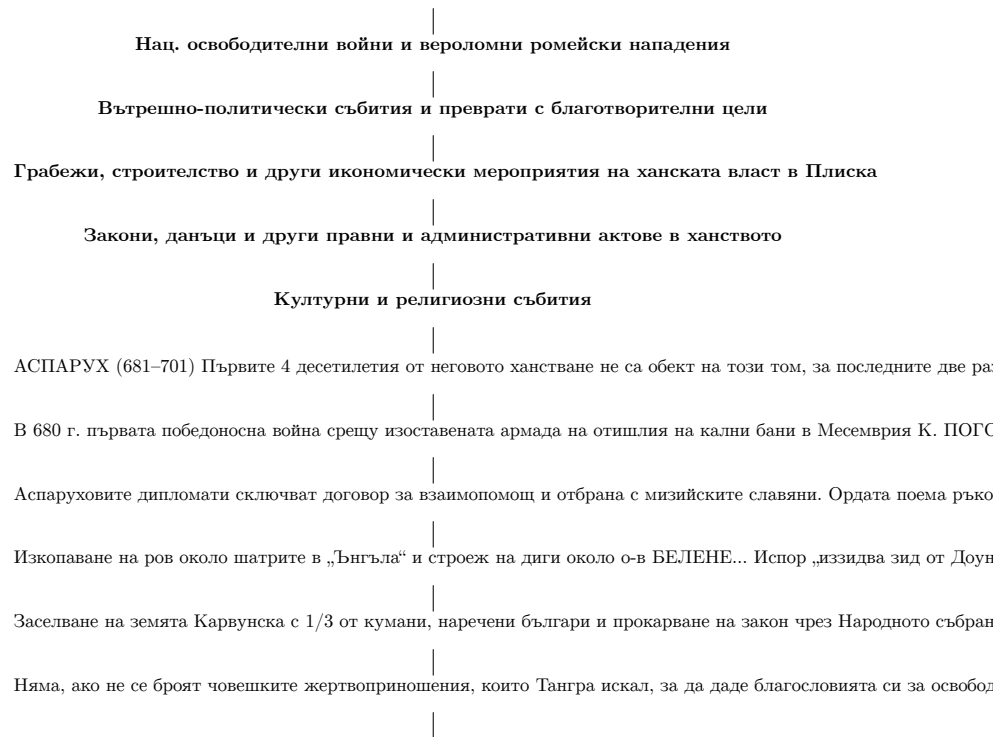 Нац. освободителни войни и вероломни ромейски нападения
Вътрешно-политически събития и преврати с благотворителни цели
Грабежи, строителство и други икономически мероприятия на ханската власт в Плиска
Закони, данъци и други правни и административни актове в ханството
Културни и религиозни събития
АСПАРУХ (681–701) Първите 4 десетилетия от неговото ханстване не са обект на този том, за последните две раз
В 680 г. първата победоносна война срещу изоставената армада на отишлия на кални бани в Месемврия К. ПОГО
Аспаруховите дипломати сключват договор за взаимопомощ и отбрана с мизийските славяни. Ордата поема ръко
Изкопаване на ров около шатрите в „Ънгъла“ и строеж на диги около о-в БЕЛЕНЕ... Испор „иззидва зид от Доун
Заселване на земята Карвунска с 1/3 от кумани, наречени българи и прокарване на закон чрез Народното събран
Няма, ако не се броят човешките жертвоприношения, които Тангра искал, за да даде благословията си за освобод